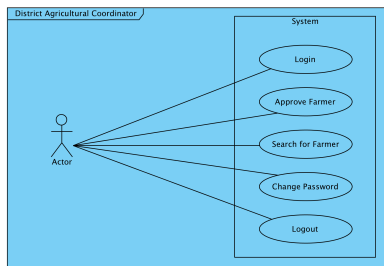 District Agricultural Coordinator
System
Login
Approve Farmer
Search for Farmer
Change Password
Logout
Actor